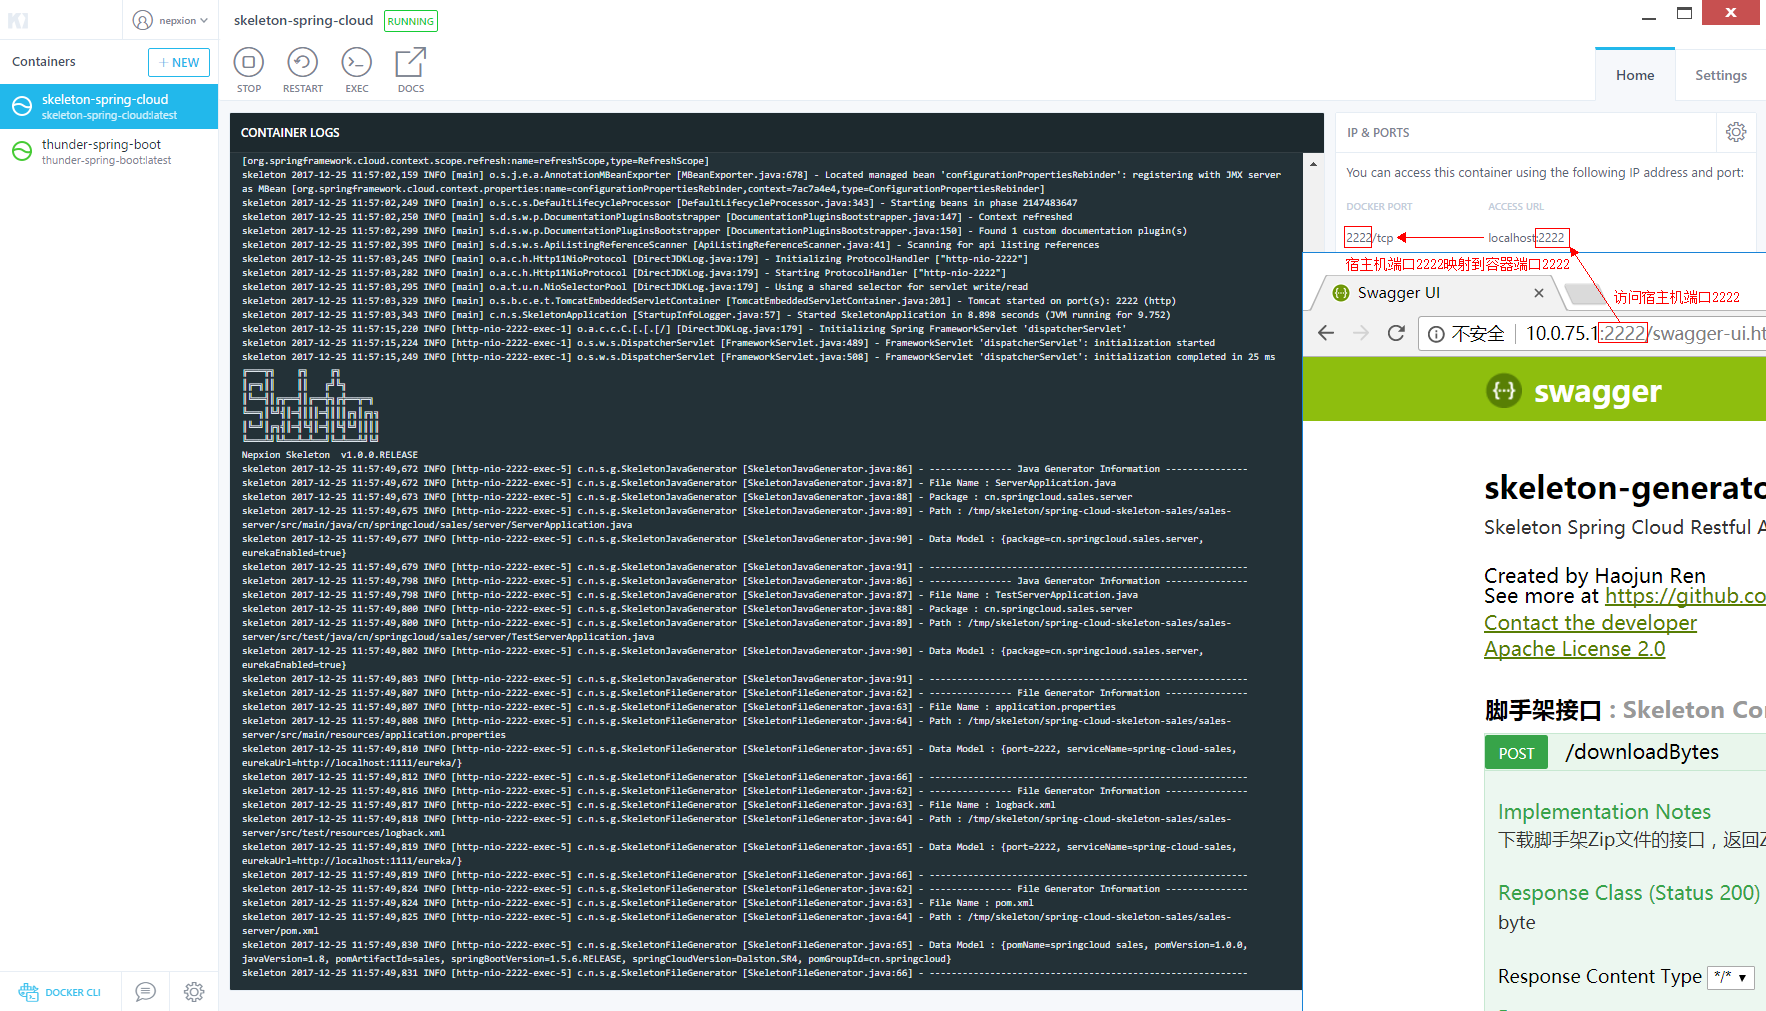 nepxion
skeleton-spring-cloud
RUNNING
Containers
+ NEW
STOP
RESTART
EXEC
DOCS
Home
Settings
skeleton-spring-cloud
skeleton-spring-cloud:latest
thunder-spring-boot
thunder-spring-boot:latest
DOCKER CLI
CONTAINER LOGS
[org.springframework.cloud.context.scope.refresh:name=refreshScope,type=RefreshScope]
skeleton 2017-12-25 11:57:02,159 INFO [main] o.s.j.e.a.AnnotationMBeanExporter [MBeanExporter.java:678] - Located managed bean 'configurationPropertiesRebinder': registering with JMX server
as MBean [org.springframework.cloud.context.properties:name=configurationPropertiesRebinder,context=7ac7a4e4,type=ConfigurationPropertiesRebinder]
skeleton 2017-12-25 11:57:02,249 INFO [main] o.s.c.s.DefaultLifecycleProcessor [DefaultLifecycleProcessor.java:343] - Starting beans in phase 2147483647
skeleton 2017-12-25 11:57:02,250 INFO [main] s.d.s.w.p.DocumentationPluginsBootstrapper [DocumentationPluginsBootstrapper.java:147] - Context refreshed
skeleton 2017-12-25 11:57:02,299 INFO [main] s.d.s.w.p.DocumentationPluginsBootstrapper [DocumentationPluginsBootstrapper.java:150] - Found 1 custom documentation plugin(s)
skeleton 2017-12-25 11:57:02,395 INFO [main] s.d.s.w.s.ApiListingReferenceScanner [ApiListingReferenceScanner.java:41] - Scanning for api listing references
skeleton 2017-12-25 11:57:03,245 INFO [main] o.a.c.h.Http11NioProtocol [DirectJDKLog.java:179] - Initializing ProtocolHandler ["http-nio-2222"]
skeleton 2017-12-25 11:57:03,282 INFO [main] o.a.c.h.Http11NioProtocol [DirectJDKLog.java:179] - Starting ProtocolHandler ["http-nio-2222"]
skeleton 2017-12-25 11:57:03,295 INFO [main] o.a.t.u.n.NioSelectorPool [DirectJDKLog.java:179] - Using a shared selector for servlet write/read
skeleton 2017-12-25 11:57:03,329 INFO [main] o.s.b.c.e.t.TomcatEmbeddedServletContainer [TomcatEmbeddedServletContainer.java:201] - Tomcat started on port(s): 2222 (http)
skeleton 2017-12-25 11:57:03,343 INFO [main] c.n.s.SkeletonApplication [StartupInfoLogger.java:57] - Started SkeletonApplication in 8.898 seconds (JVM running for 9.752)
skeleton 2017-12-25 11:57:15,220 INFO [http-nio-2222-exec-1] o.a.c.c.C.[.[.[/] [DirectJDKLog.java:179] - Initializing Spring FrameworkServlet 'dispatcherServlet'
skeleton 2017-12-25 11:57:15,224 INFO [http-nio-2222-exec-1] o.s.w.s.DispatcherServlet [FrameworkServlet.java:489] - FrameworkServlet 'dispatcherServlet': initialization started
skeleton 2017-12-25 11:57:15,249 INFO [http-nio-2222-exec-1] o.s.w.s.DispatcherServlet [FrameworkServlet.java:508] - FrameworkServlet 'dispatcherServlet': initialization completed in 25 ms
Nepxion Skeleton v1.0.0.RELEASE
skeleton 2017-12-25 11:57:49,672 INFO [http-nio-2222-exec-5] c.n.s.g.SkeletonJavaGenerator [SkeletonJavaGenerator.java:86] - --------------- Java Generator Information ---------------
skeleton 2017-12-25 11:57:49,672 INFO [http-nio-2222-exec-5] c.n.s.g.SkeletonJavaGenerator [SkeletonJavaGenerator.java:87] - File Name : ServerApplication.java
skeleton 2017-12-25 11:57:49,673 INFO [http-nio-2222-exec-5] c.n.s.g.SkeletonJavaGenerator [SkeletonJavaGenerator.java:88] - Package : cn.springcloud.sales.server
skeleton 2017-12-25 11:57:49,675 INFO [http-nio-2222-exec-5] c.n.s.g.SkeletonJavaGenerator [SkeletonJavaGenerator.java:89] - Path : /tmp/skeleton/spring-cloud-skeleton-sales/sales-
server/src/main/java/cn/springcloud/sales/server/ServerApplication.java
skeleton 2017-12-25 11:57:49,677 INFO [http-nio-2222-exec-5] c.n.s.g.SkeletonJavaGenerator [SkeletonJavaGenerator.java:90] - Data Model : {package=cn.springcloud.sales.server,
eurekaEnabled=true}
skeleton 2017-12-25 11:57:49,679 INFO [http-nio-2222-exec-5] c.n.s.g.SkeletonJavaGenerator [SkeletonJavaGenerator.java:91] - ----------------------------------------------------------
skeleton 2017-12-25 11:57:49,798 INFO [http-nio-2222-exec-5] c.n.s.g.SkeletonJavaGenerator [SkeletonJavaGenerator.java:86] - --------------- Java Generator Information ---------------
skeleton 2017-12-25 11:57:49,798 INFO [http-nio-2222-exec-5] c.n.s.g.SkeletonJavaGenerator [SkeletonJavaGenerator.java:87] - File Name : TestServerApplication.java
skeleton 2017-12-25 11:57:49,800 INFO [http-nio-2222-exec-5] c.n.s.g.SkeletonJavaGenerator [SkeletonJavaGenerator.java:88] - Package : cn.springcloud.sales.server
skeleton 2017-12-25 11:57:49,800 INFO [http-nio-2222-exec-5] c.n.s.g.SkeletonJavaGenerator [SkeletonJavaGenerator.java:89] - Path : /tmp/skeleton/spring-cloud-skeleton-sales/sales-
server/src/test/java/cn/springcloud/sales/server/TestServerApplication.java
skeleton 2017-12-25 11:57:49,802 INFO [http-nio-2222-exec-5] c.n.s.g.SkeletonJavaGenerator [SkeletonJavaGenerator.java:90] - Data Model : {package=cn.springcloud.sales.server,
eurekaEnabled=true}
skeleton 2017-12-25 11:57:49,803 INFO [http-nio-2222-exec-5] c.n.s.g.SkeletonJavaGenerator [SkeletonJavaGenerator.java:91] - ----------------------------------------------------------
skeleton 2017-12-25 11:57:49,807 INFO [http-nio-2222-exec-5] c.n.s.g.SkeletonFileGenerator [SkeletonFileGenerator.java:62] - --------------- File Generator Information ---------------
skeleton 2017-12-25 11:57:49,807 INFO [http-nio-2222-exec-5] c.n.s.g.SkeletonFileGenerator [SkeletonFileGenerator.java:63] - File Name : application.properties
skeleton 2017-12-25 11:57:49,808 INFO [http-nio-2222-exec-5] c.n.s.g.SkeletonFileGenerator [SkeletonFileGenerator.java:64] - Path : /tmp/skeleton/spring-cloud-skeleton-sales/sales-
server/src/main/resources/application.properties
skeleton 2017-12-25 11:57:49,810 INFO [http-nio-2222-exec-5] c.n.s.g.SkeletonFileGenerator [SkeletonFileGenerator.java:65] - Data Model : {port=2222, serviceName=spring-cloud-sales,
eurekaUrl=http://localhost:1111/eureka/}
skeleton 2017-12-25 11:57:49,812 INFO [http-nio-2222-exec-5] c.n.s.g.SkeletonFileGenerator [SkeletonFileGenerator.java:66] - ----------------------------------------------------------
skeleton 2017-12-25 11:57:49,816 INFO [http-nio-2222-exec-5] c.n.s.g.SkeletonFileGenerator [SkeletonFileGenerator.java:62] - --------------- File Generator Information ---------------
skeleton 2017-12-25 11:57:49,817 INFO [http-nio-2222-exec-5] c.n.s.g.SkeletonFileGenerator [SkeletonFileGenerator.java:63] - File Name : logback.xml
skeleton 2017-12-25 11:57:49,818 INFO [http-nio-2222-exec-5] c.n.s.g.SkeletonFileGenerator [SkeletonFileGenerator.java:64] - Path : /tmp/skeleton/spring-cloud-skeleton-sales/sales-
server/src/test/resources/logback.xml
skeleton 2017-12-25 11:57:49,819 INFO [http-nio-2222-exec-5] c.n.s.g.SkeletonFileGenerator [SkeletonFileGenerator.java:65] - Data Model : {port=2222, serviceName=spring-cloud-sales,
eurekaUrl=http://localhost:1111/eureka/}
skeleton 2017-12-25 11:57:49,819 INFO [http-nio-2222-exec-5] c.n.s.g.SkeletonFileGenerator [SkeletonFileGenerator.java:66] - ----------------------------------------------------------
skeleton 2017-12-25 11:57:49,824 INFO [http-nio-2222-exec-5] c.n.s.g.SkeletonFileGenerator [SkeletonFileGenerator.java:62] - --------------- File Generator Information ---------------
skeleton 2017-12-25 11:57:49,824 INFO [http-nio-2222-exec-5] c.n.s.g.SkeletonFileGenerator [SkeletonFileGenerator.java:63] - File Name : pom.xml
skeleton 2017-12-25 11:57:49,825 INFO [http-nio-2222-exec-5] c.n.s.g.SkeletonFileGenerator [SkeletonFileGenerator.java:64] - Path : /tmp/skeleton/spring-cloud-skeleton-sales/sales-
server/pom.xml
skeleton 2017-12-25 11:57:49,830 INFO [http-nio-2222-exec-5] c.n.s.g.SkeletonFileGenerator [SkeletonFileGenerator.java:65] - Data Model : {pomName=springcloud sales, pomVersion=1.0.0,
javaVersion=1.8, pomArtifactId=sales, springBootVersion=1.5.6.RELEASE, springCloudVersion=Dalston.SR4, pomGroupId=cn.springcloud}
skeleton 2017-12-25 11:57:49,831 INFO [http-nio-2222-exec-5] c.n.s.g.SkeletonFileGenerator [SkeletonFileGenerator.java:66] - ----------------------------------------------------------
IP & PORTS
You can access this container using the following IP address and port:
DOCKER PORT
ACCESS URL
2222/tcp
localhost:2222
宿主机端口2222映射到容器端口2222
访问宿主机端口2222
Swagger UI
不安全
10.0.75.1:2222/swagger-ui.ht
{···} swagger
skeleton-generato
Skeleton Spring Cloud Restful A
Created by Haojun Ren
See more at https://github.co
Contact the developer
Apache License 2.0
脚手架接口 : Skeleton Co
POST /downloadBytes
Implementation Notes
下载脚手架Zip文件的接口，返回Z
Response Class (Status 200)
byte
Response Content Type */*